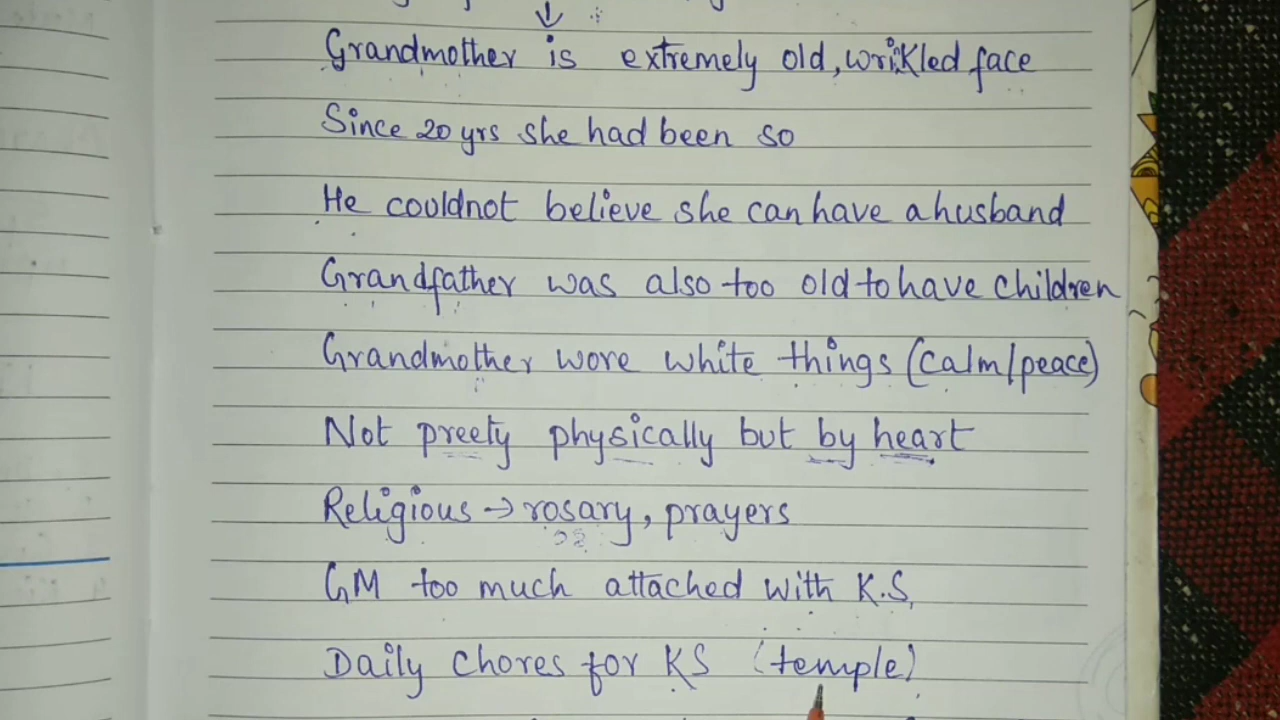 Grandmother is extremely old, wrikled face
Since 20 yrs she had been so
He couldnot believe she can have a husband
Grandfather was also too old to have children
Grandmother wore white things (calm/peace)
Not preety physically but by heart
Religious → rosary, prayers
GM too much attached with K.S,
Daily chores for KS (temple)